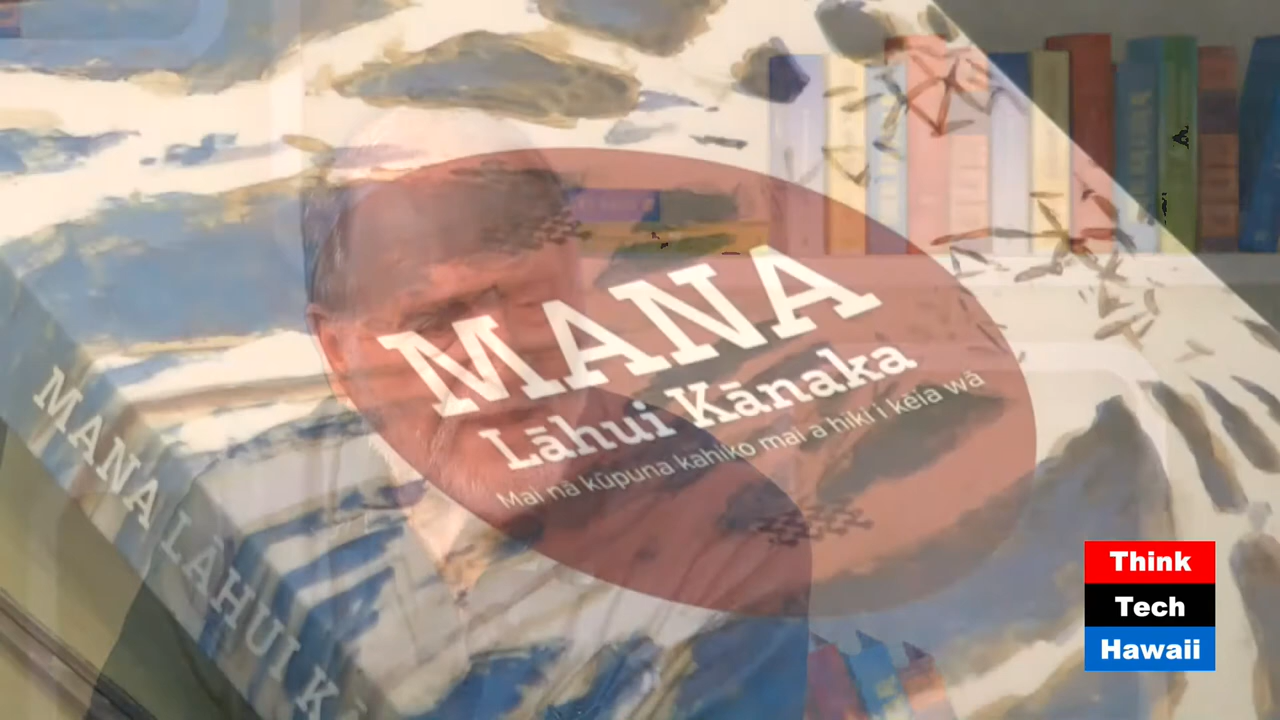 MANA
Lāhui Kānaka
Mai nā kūpuna kahiko mai a hiki i kēia wā
MANA LĀHUI K
Think
Tech
Hawaii